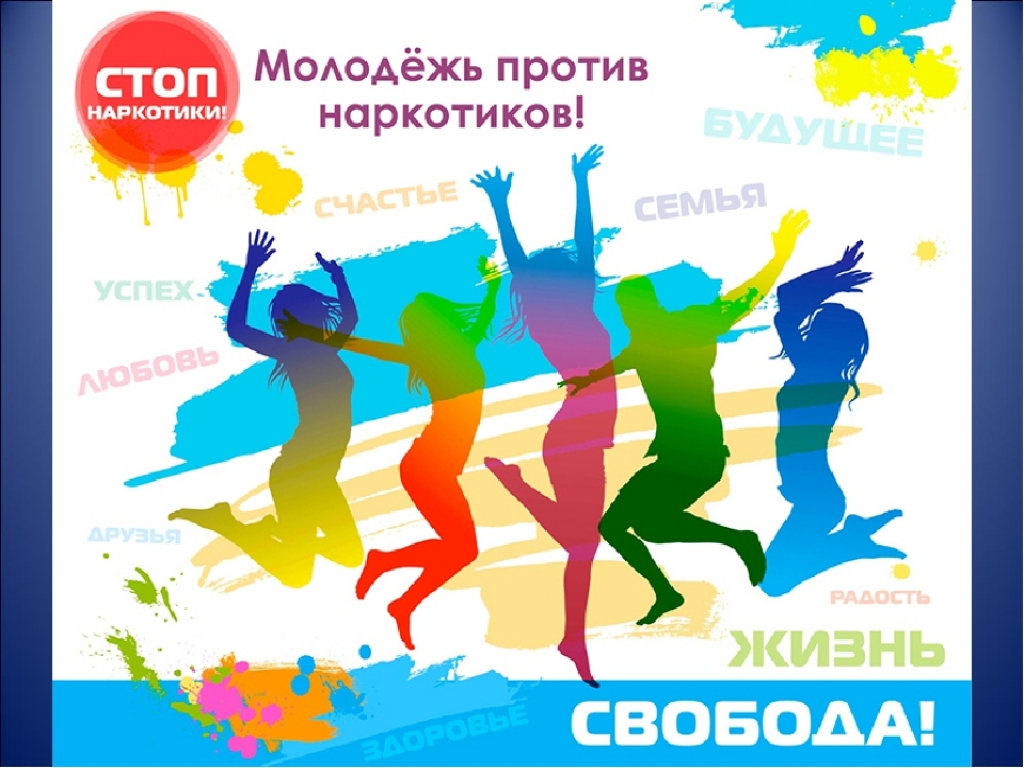 СТОП
НАРКОТИКИ!
Молодёжь против
наркотиков!
БУДУЩЕЕ
СЧАСТЬЕ
СЕМЬЯ
УСПЕХ
ЛЮБОВЬ
ДРУЗЬЯ
РАДОСТЬ
ЖИЗНЬ
ЗДОРОВЬЕ
СВОБОДА!